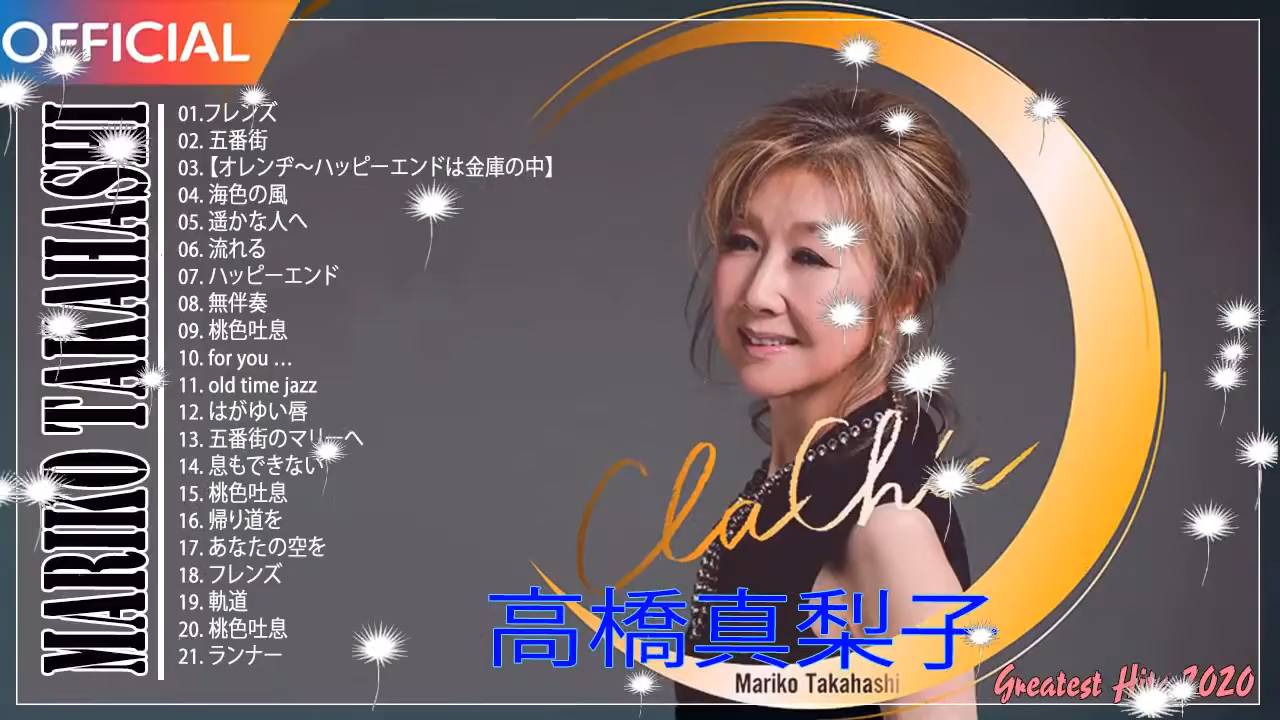 OFFICIAL
MARIKO TAKAHASHI
01.フレンズ
02. 五番街
03.【オレンヂ〜ハッピーエンドは金庫の中】
04. 海色の風
05. 遥かな人へ
06. 流れる
07. ハッピーエンド
08. 無伴奏
09. 桃色吐息
10. for you ...
11. old time jazz
12. はがゆい唇
13. 五番街のマリーへ
14. 息もできない
15. 桃色吐息
16. 帰り道を
17. あなたの空を
18. フレンズ
19. 軌道
20. 桃色吐息
21. ランナー
ClaChic
高橋真梨子
Mariko Takahashi
Greatest Hits 2020